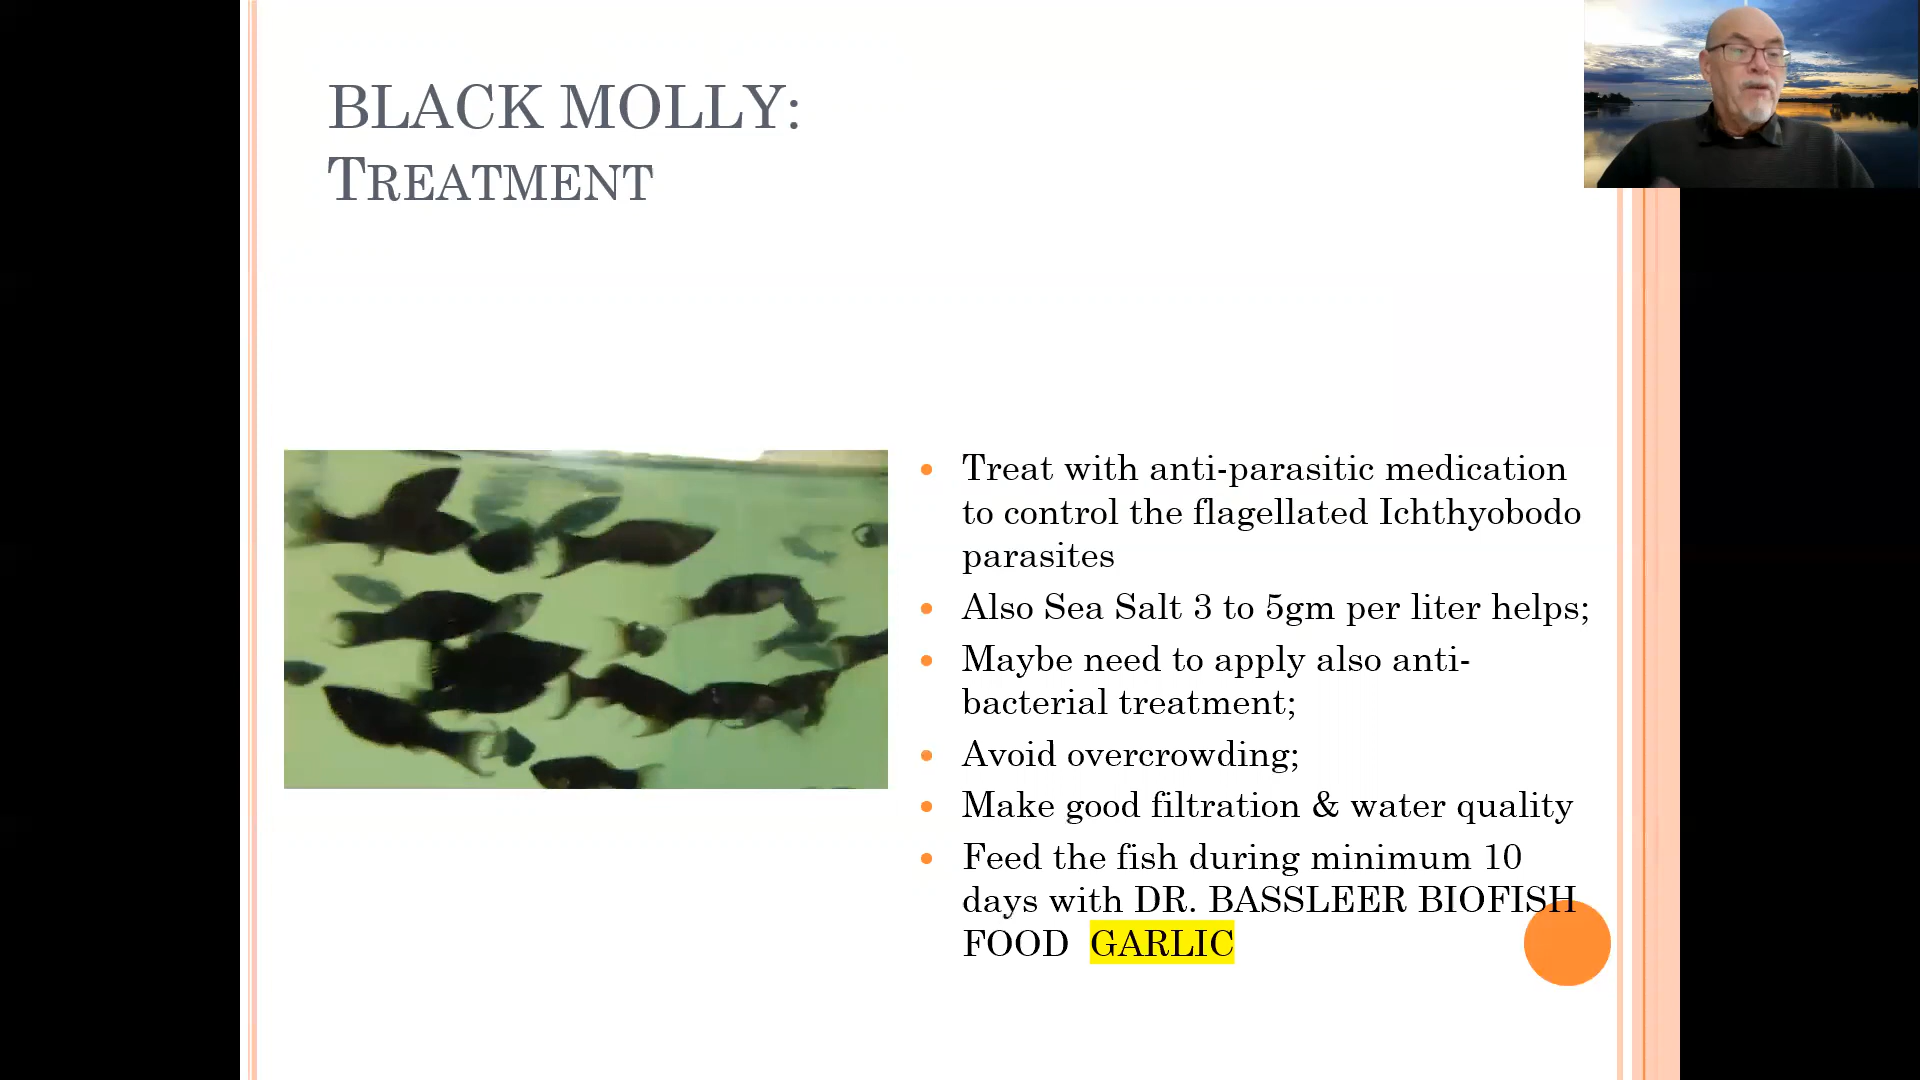 BLACK MOLLY:
TREATMENT
• Treat with anti-parasitic medication
to control the flagellated Ichthyobodo
parasites
• Also Sea Salt 3 to 5gm per liter helps;
• Maybe need to apply also anti-
bacterial treatment;
• Avoid overcrowding;
• Make good filtration & water quality
• Feed the fish during minimum 10
days with DR. BASSLEER BIOFISH
FOOD GARLIC